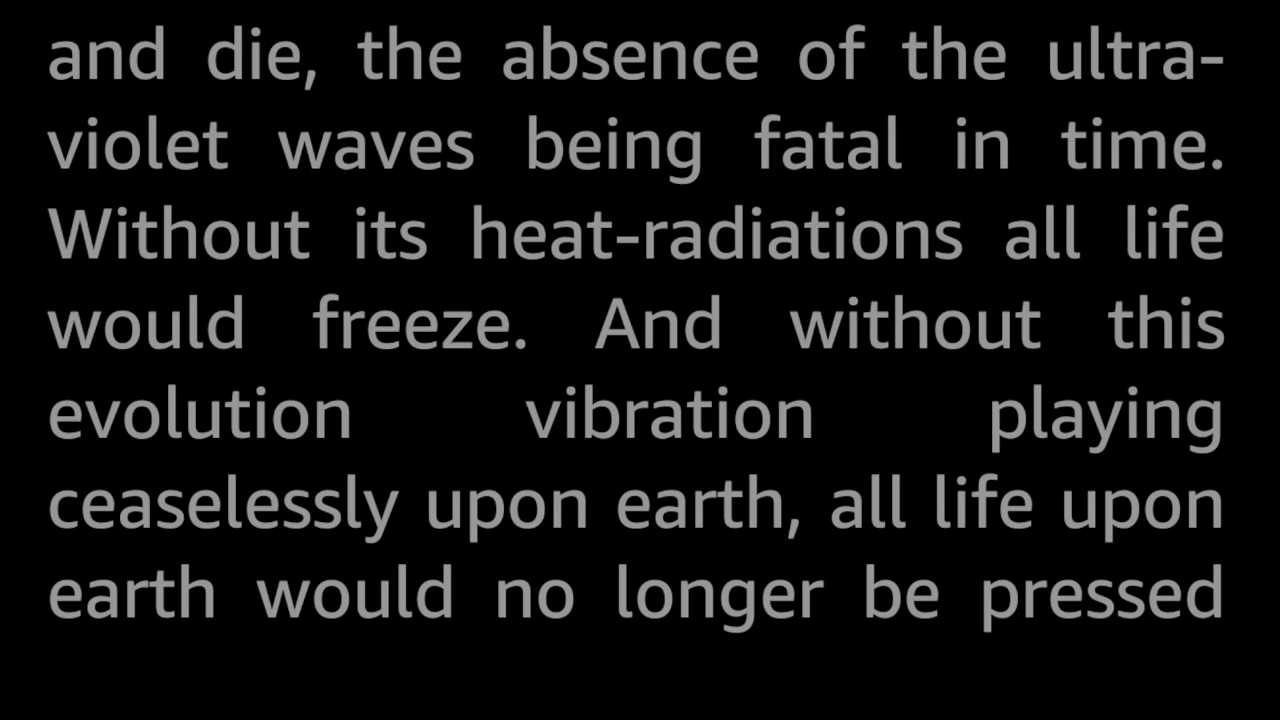 and die, the absence of the ultra-
violet waves being fatal in time.
Without its heat-radiations all life
would freeze. And without this
evolution vibration playing
ceaselessly upon earth, all life upon
earth would no longer be pressed